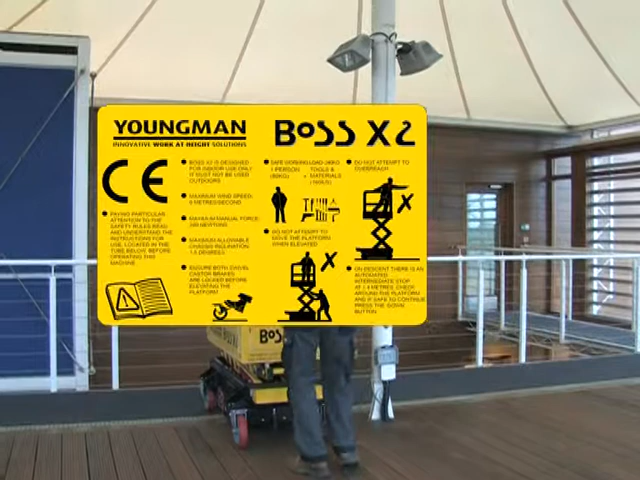 YOUNGMAN
INNOVATIVE WORK AT HEIGHT SOLUTIONS
BOSS X2
CE
PAYING PARTICULAR
ATTENTION TO THE
SAFETY RULES READ
AND UNDERSTAND THE
INSTRUCTIONS FOR
USE, LOCATED IN THE
TUBE BELOW, BEFORE
OPERATING THIS
MACHINE
BOSS X2 IS DESIGNED
FOR INDOOR USE ONLY
IT MUST NOT BE USED
OUTDOORS
MAXIMUM WIND SPEED:
0 METRES/SECOND
MAXIMUM MANUAL FORCE:
200 NEWTONS
MAXIMUM ALLOWABLE
CHASSIS INCLINATION
ENSURE BOTH SWIVEL
CASTOR BRAKES
ARE LOCKED BEFORE
ELEVATING THE
PLATFORM
SAFE WORKING LOAD
1 PERSON
(80KG)
+
TOOLS &
MATERIALS
DO NOT ATTEMPT TO
MOVE THE PLATFORM
WHEN ELEVATED
DO NOT ATTEMPT TO
OVERREACH
ON DESCENT THERE IS AN
AUTOMATED
INTERMEDIATE STOP
METRES. CHECK
AROUND THE PLATFORM
AND IF SAFE TO CONTINUE
PRESS THE
BUTTON
BOSS